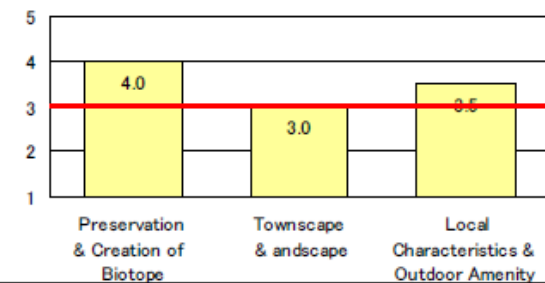 5
4
3
2
1
4.0
3.0
3.5
Preservation
& Creation of
Biotope
Townscape
& andscape
Local
Characteristics &
Outdoor Amenity